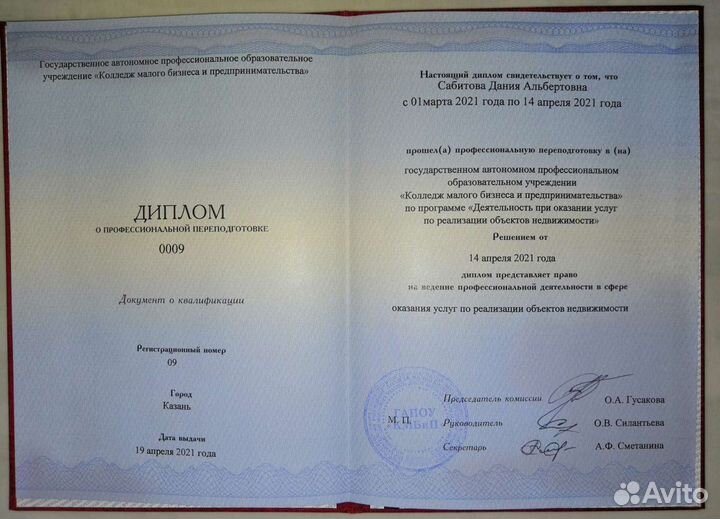 Государственное автономное профессиональное образовательное
учреждение «Колледж малого бизнеса и предпринимательства»
ДИПЛОМ
О ПРОФЕССИОНАЛЬНОЙ ПЕРЕПОДГОТОВКЕ
0009
Документ о квалификации
Регистрационный номер
09
Город
Казань
Дата выдачи
19 апреля 2021 года
Настоящий диплом свидетельствует о том, что
Сабитова Дания Альбертовна
с 01марта 2021 года по 14 апреля 2021 года
прошел(а) профессиональную переподготовку в (на)
государственном автономном профессиональном
образовательном учреждении
«Колледж малого бизнеса и предпринимательства»
по программе «Деятельность при оказании услуг
по реализации объектов недвижимости»
Решением от
14 апреля 2021 года
диплом предоставляет право
на ведение профессиональной деятельности в сфере
оказания услуг по реализации объектов недвижимости
Председатель комиссии О.А. Гусакова
М. П. Руководитель О.В. Силантьева
Секретарь А.Ф. Сметанина
ГАПОУ
КМБиП
Avito